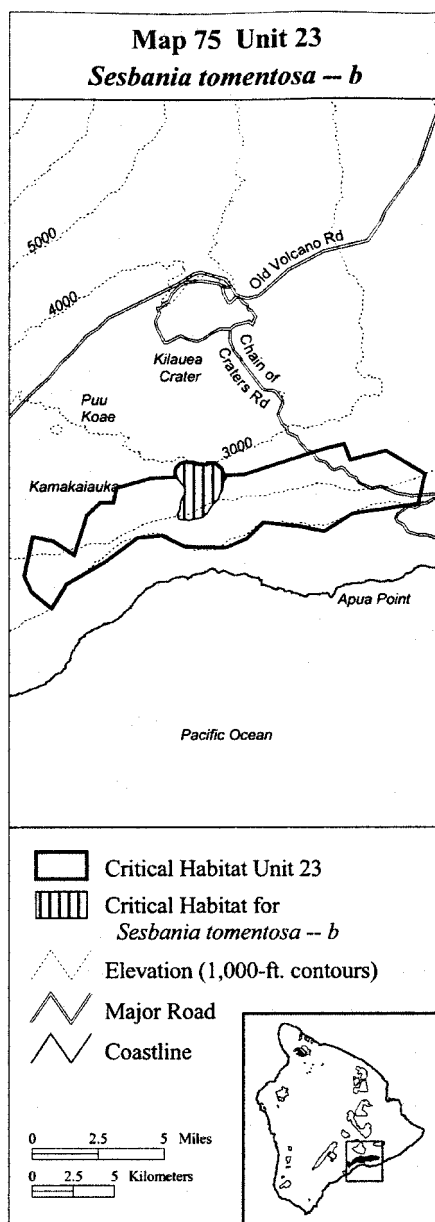 Map 75 Unit 23
Sesbania tomentosa -- b
5000
4000
Old Volcano Rd
Kilauea
Crater
Chain of
Craters Rd
Puu
Koae
3000
Kamakaiauka
Apua Point
Pacific Ocean
Critical Habitat Unit 23
Critical Habitat for
Sesbania tomentosa -- b
Elevation (1,000-ft. contours)
Major Road
Coastline
0 2.5 5 Miles
0 2.5 5 Kilometers